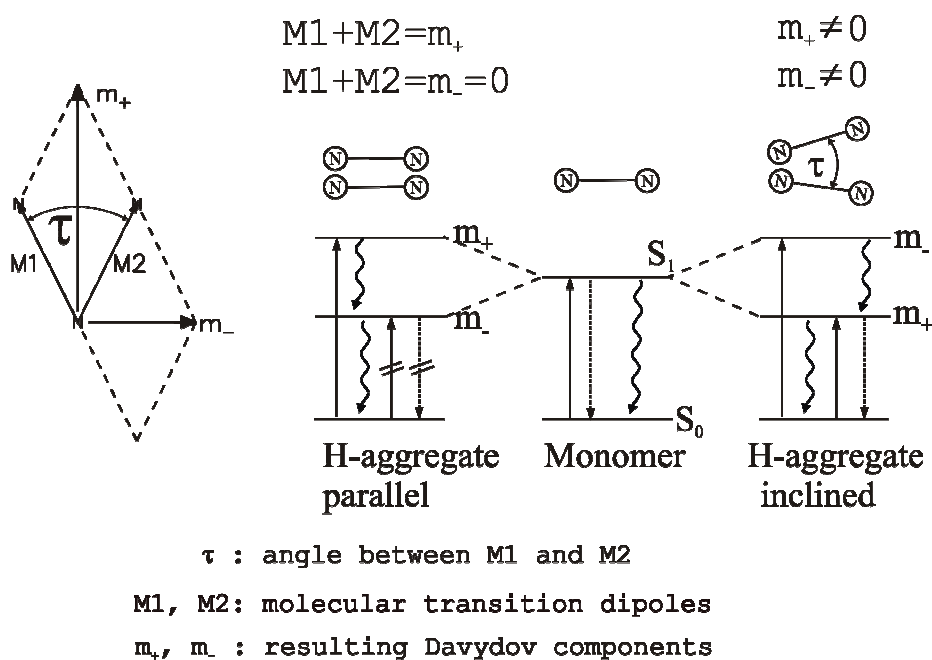 M1+M2=m₊
M1+M2=m₋=0
m₊≠0
m₋≠0
m₊
N
N
τ
M1
M2
N
m₋
N
N
N
N
N
N
N
N
τ
N
N
m₊
m₋
S₁
S₀
m₋
m₊
H-aggregate
parallel
Monomer
H-aggregate
inclined
τ : angle between M1 and M2
M1, M2: molecular transition dipoles
m₊, m₋ : resulting Davydov components